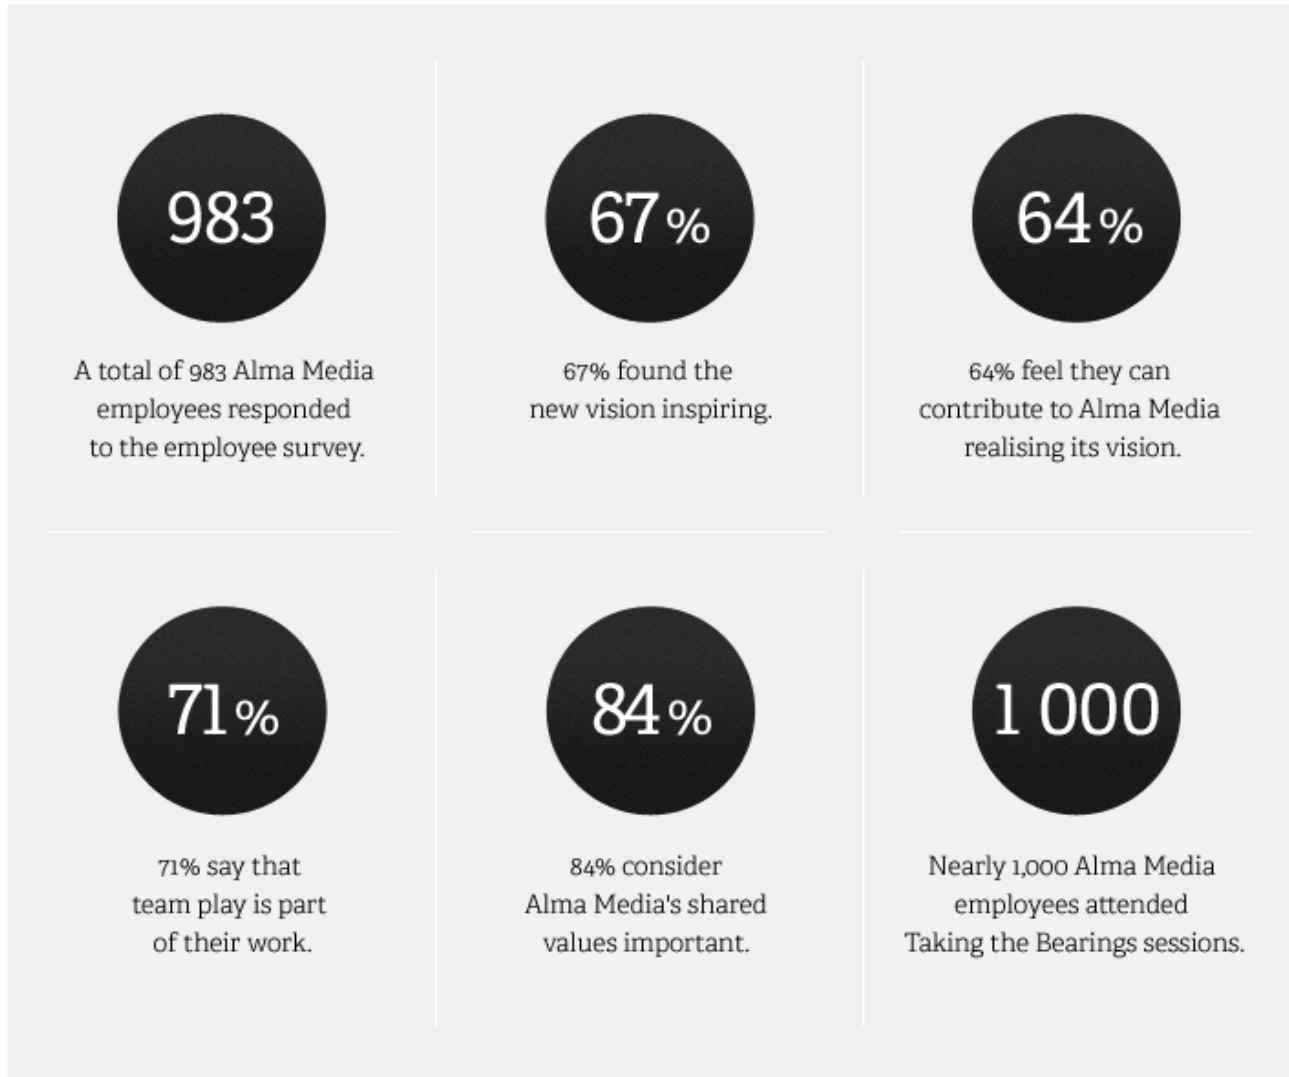 983
A total of 983 Alma Media
employees responded
to the employee survey.
67%
67% found the
new vision inspiring.
64%
64% feel they can
contribute to Alma Media
realising its vision.
71%
71% say that
team play is part
of their work.
84%
84% consider
Alma Media's shared
values important.
1 000
Nearly 1,000 Alma Media
employees attended
Taking the Bearings sessions.